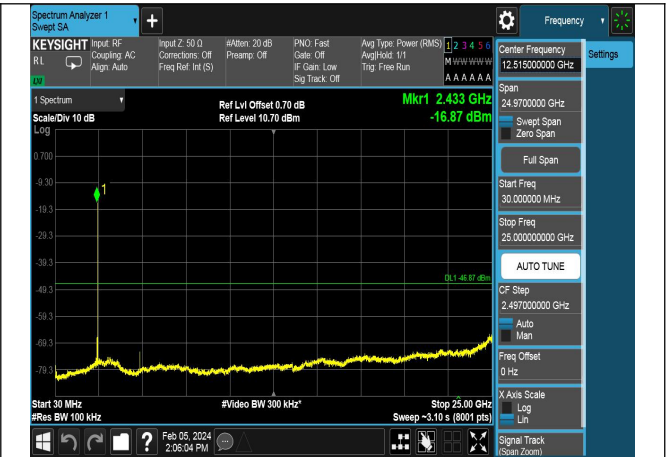 Spectrum Analyzer 1
Swept SA
+
Frequency
KEYSIGHT
RL
Input: RF
Coupling: AC
Align: Auto
Input Z: 50 Ω
Corrections: Off
Freq Ref: Int (S)
#Atten: 20 dB
Preamp: Off
PNO: Fast
Gate: Off
IF Gain: Low
Sig Track: Off
Avg Type: Power (RMS)
Avg|Hold: 1/1
Trig: Free Run
1 2 3 4 5 6
M W W W W W
A A A A A A
1 Spectrum
Scale/Div 10 dB
Ref Lvl Offset 0.70 dB
Ref Level 10.70 dBm
Mkr1 2.433 GHz
-16.87 dBm
Log
0.700
-9.30
-19.3
-29.3
-39.3
-49.3
-59.3
-69.3
-79.3
1
DL1 -46.87 dBm
Start 30 MHz
#Res BW 100 kHz
#Video BW 300 kHz*
Stop 25.00 GHz
Sweep ~3.10 s (8001 pts)
Feb 05, 2024
2:06:04 PM
?
Center Frequency
12.515000000 GHz
Settings
Span
24.9700000 GHz
Swept Span
Zero Span
Full Span
Start Freq
30.000000 MHz
Stop Freq
25.000000000 GHz
AUTO TUNE
CF Step
2.497000000 GHz
Auto
Man
Freq Offset
0 Hz
X Axis Scale
Log
Lin
Signal Track
(Span Zoom)